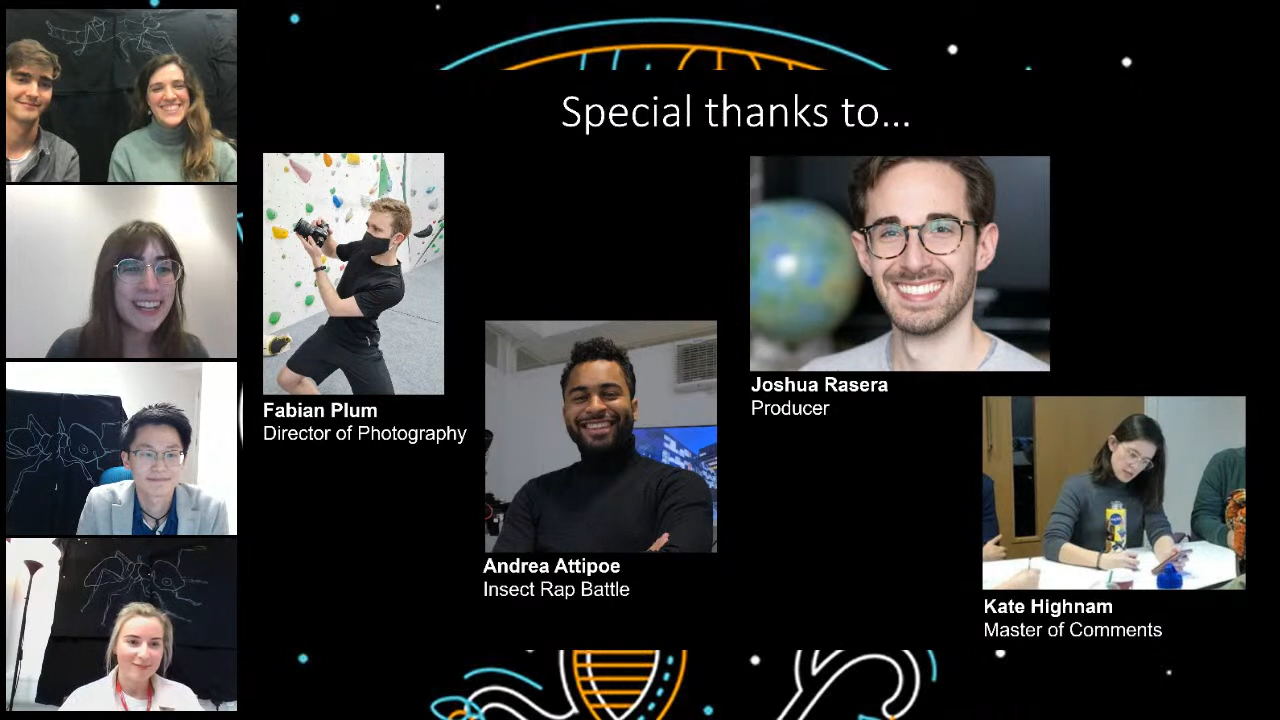 Special thanks to...
Fabian Plum
Director of Photography
Andrea Attipoe
Insect Rap Battle
Joshua Rasera
Producer
Kate Highnam
Master of Comments